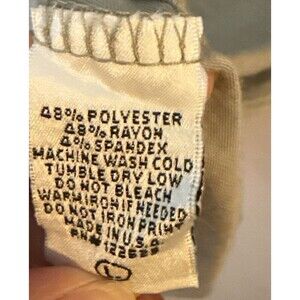 48% POLYESTER
48% RAYON
4% SPANDEX
MACHINE WASH COLD
TUMBLE DRY LOW
DO NOT BLEACH
WARM IRON IF NEEDED
DO NOT IRON PRINT
MADE IN U.S.A
L